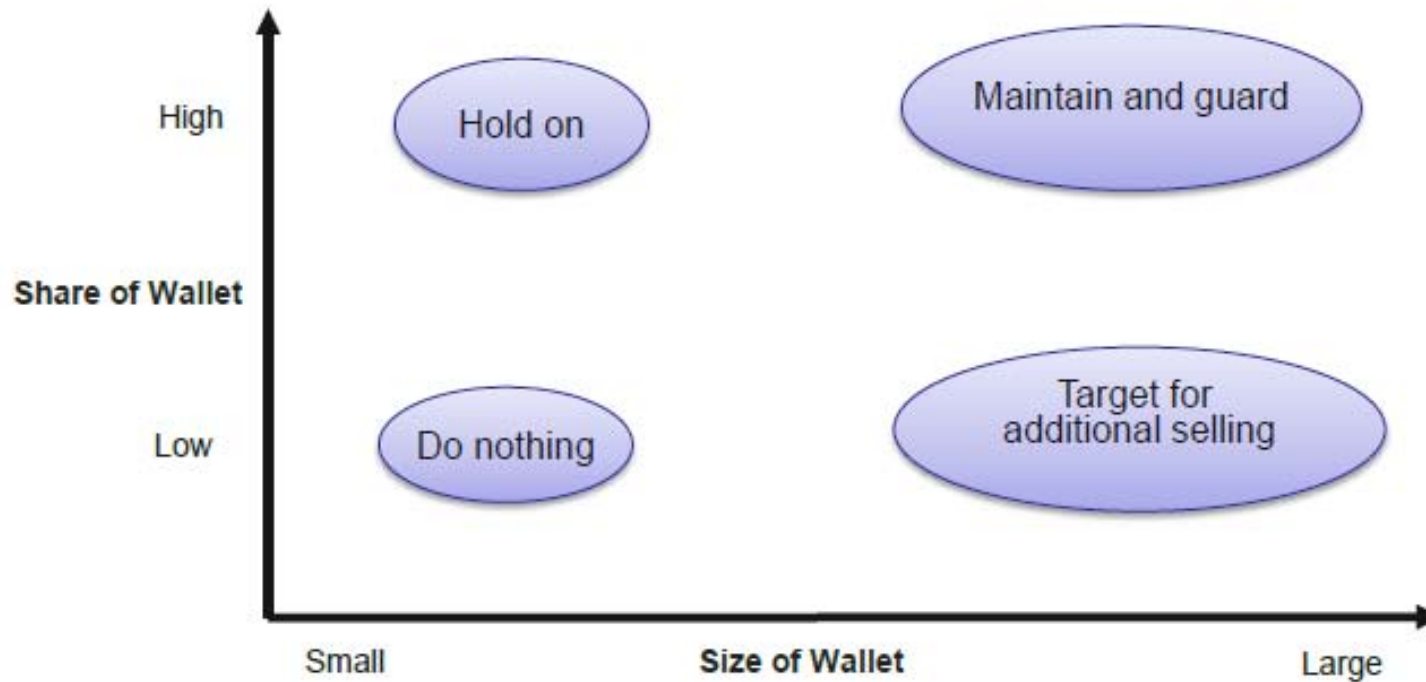 High
Hold on
Maintain and guard
Share of Wallet
Low
Do nothing
Target for
additional selling
Small
Size of Wallet
Large